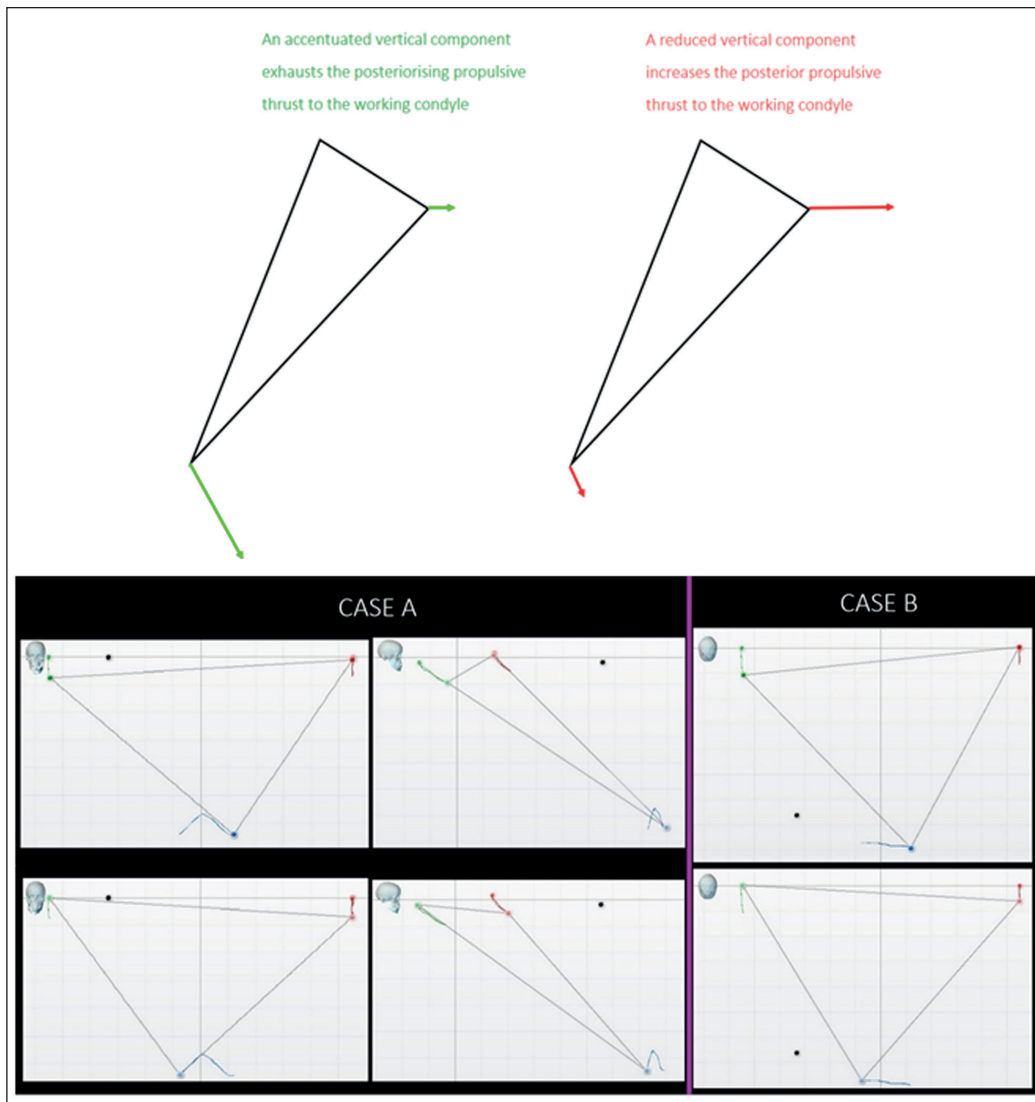 An accentuated vertical component
exhausts the posteriorising propulsive
thrust to the working condyle
A reduced vertical component
increases the posterior propulsive
thrust to the working condyle
CASE A
CASE B